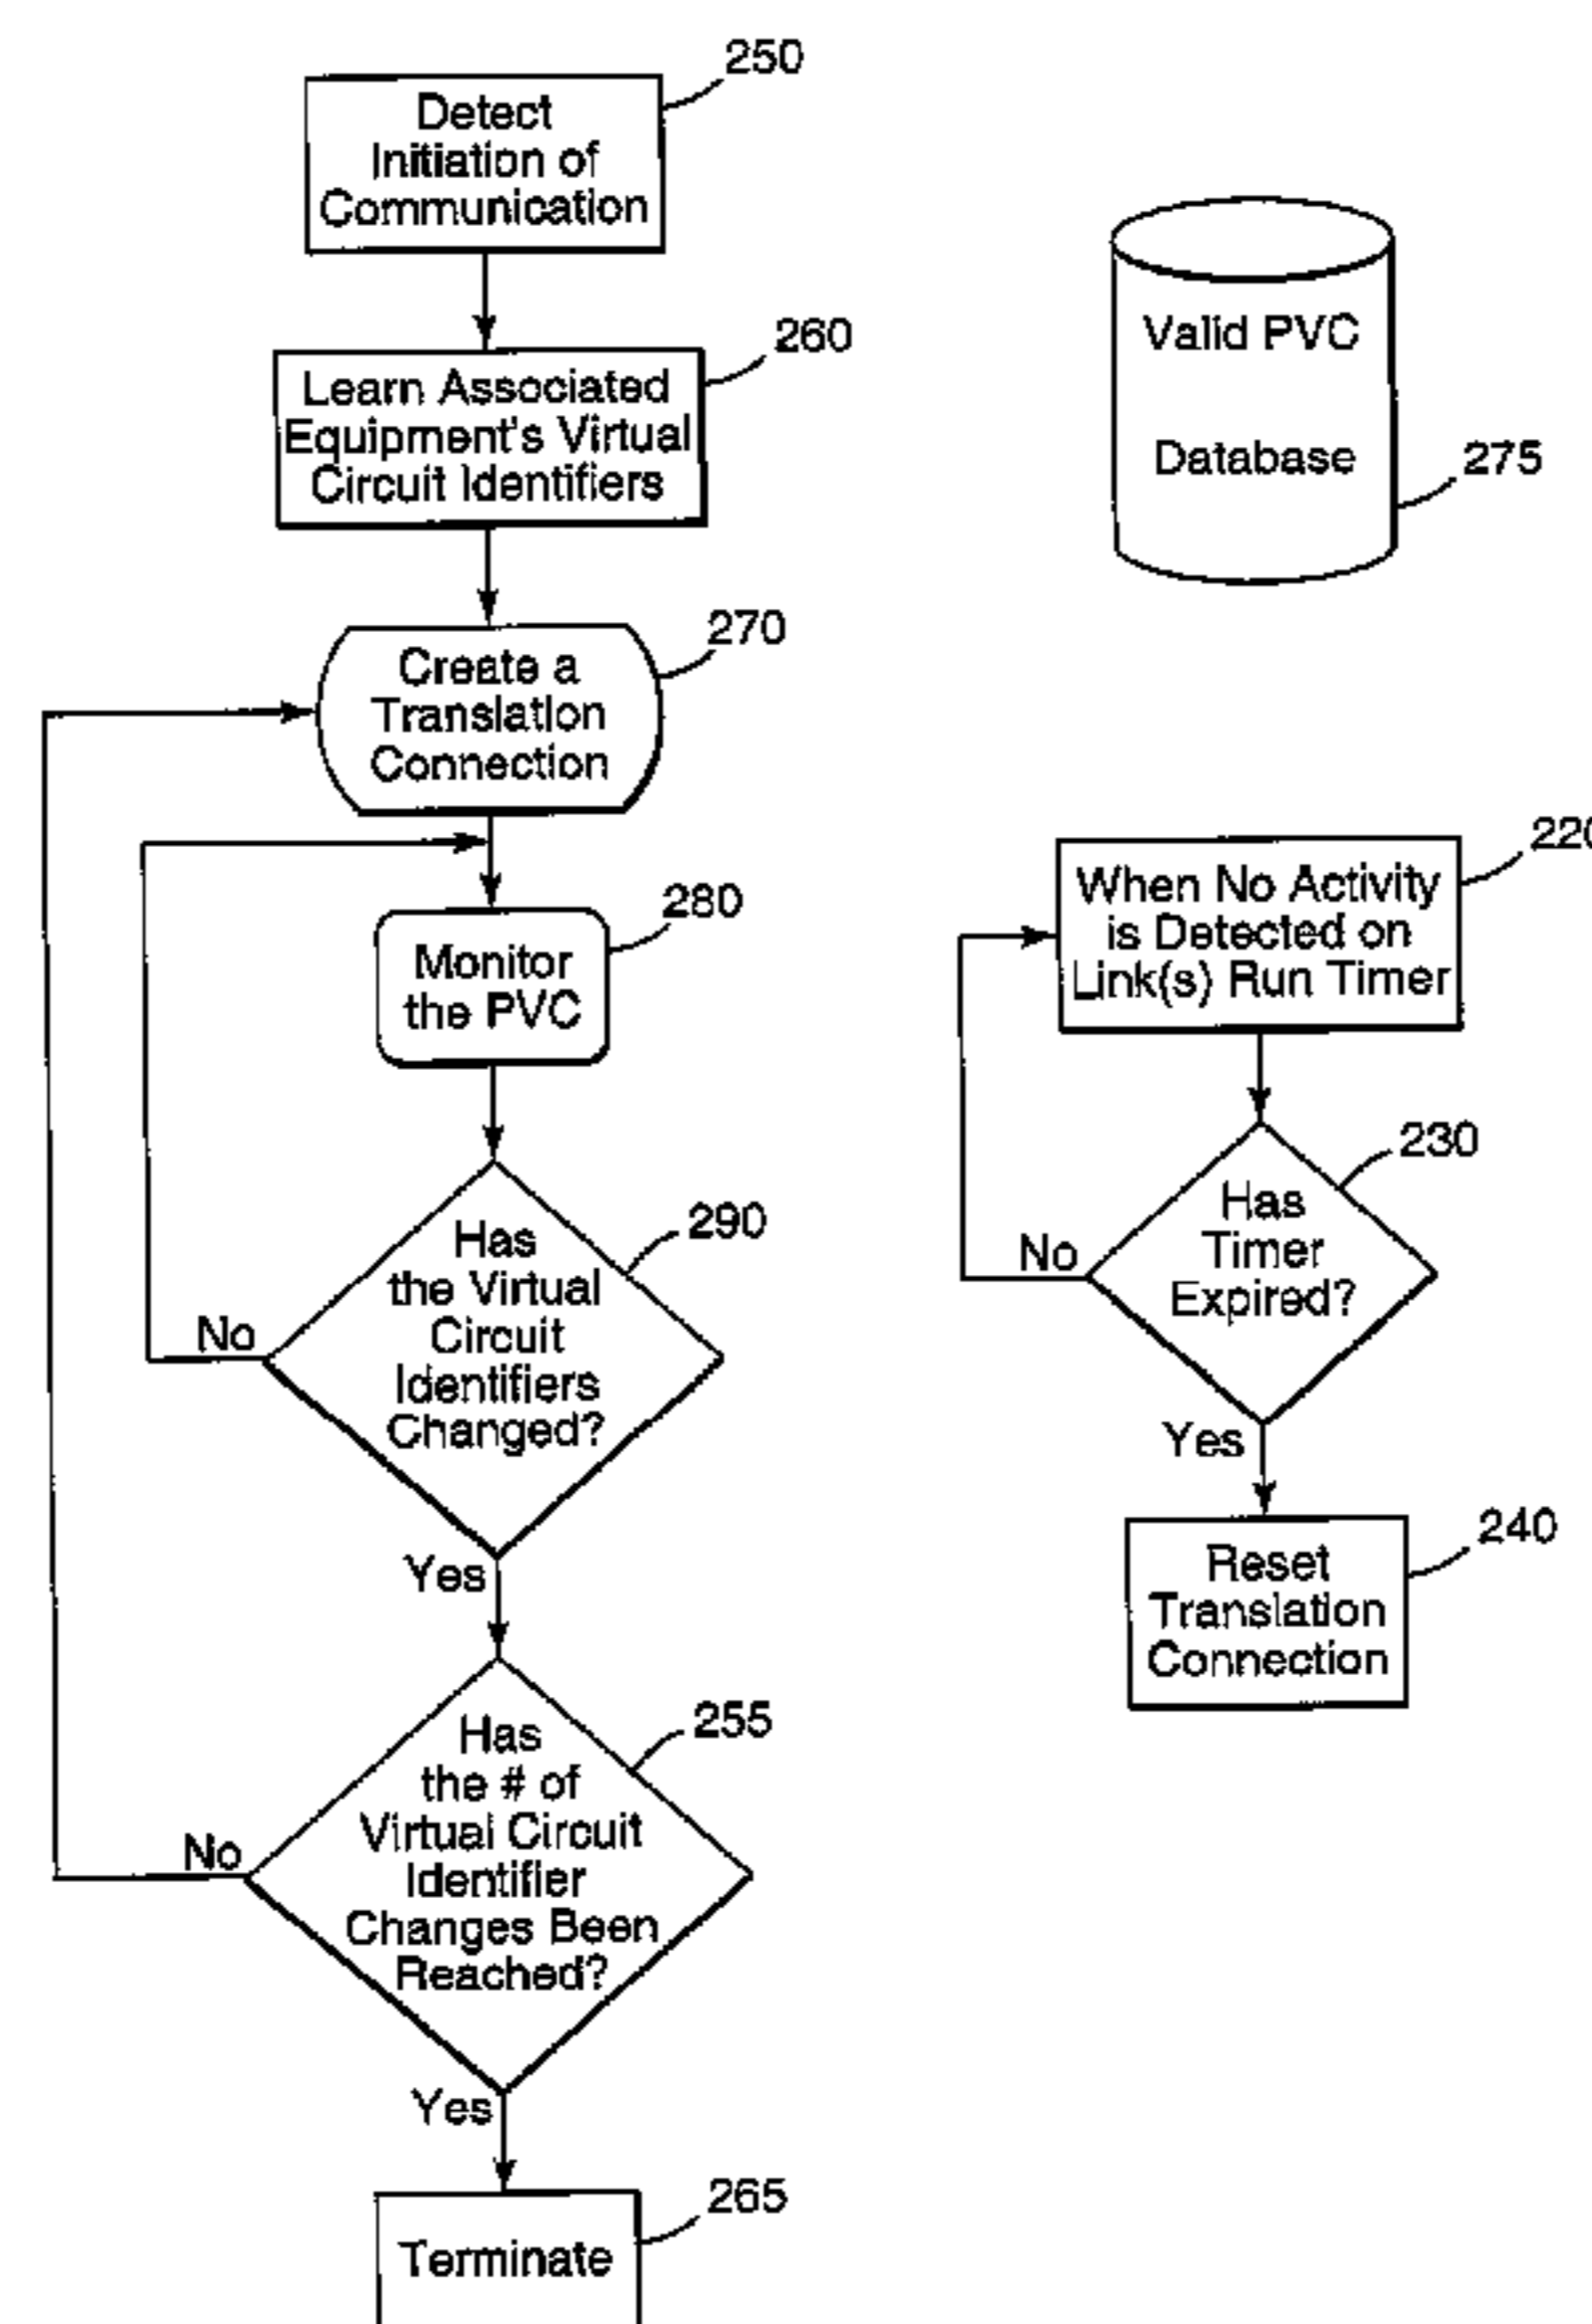 250
Detect
Initiation of
Communication
260
Learn Associated
Equipment's Virtual
Circuit Identifiers
270
Create a
Translation
Connection
280
Monitor
the PVC
290
Has
the Virtual
Circuit
Identifiers
Changed?
No
Yes
255
Has
the # of
Virtual Circuit
Identifier
Changes Been
Reached?
No
Yes
265
Terminate
Valid PVC
Database
275
220
When No Activity
is Detected on
Link(s) Run Timer
230
Has
Timer
Expired?
No
Yes
240
Reset
Translation
Connection